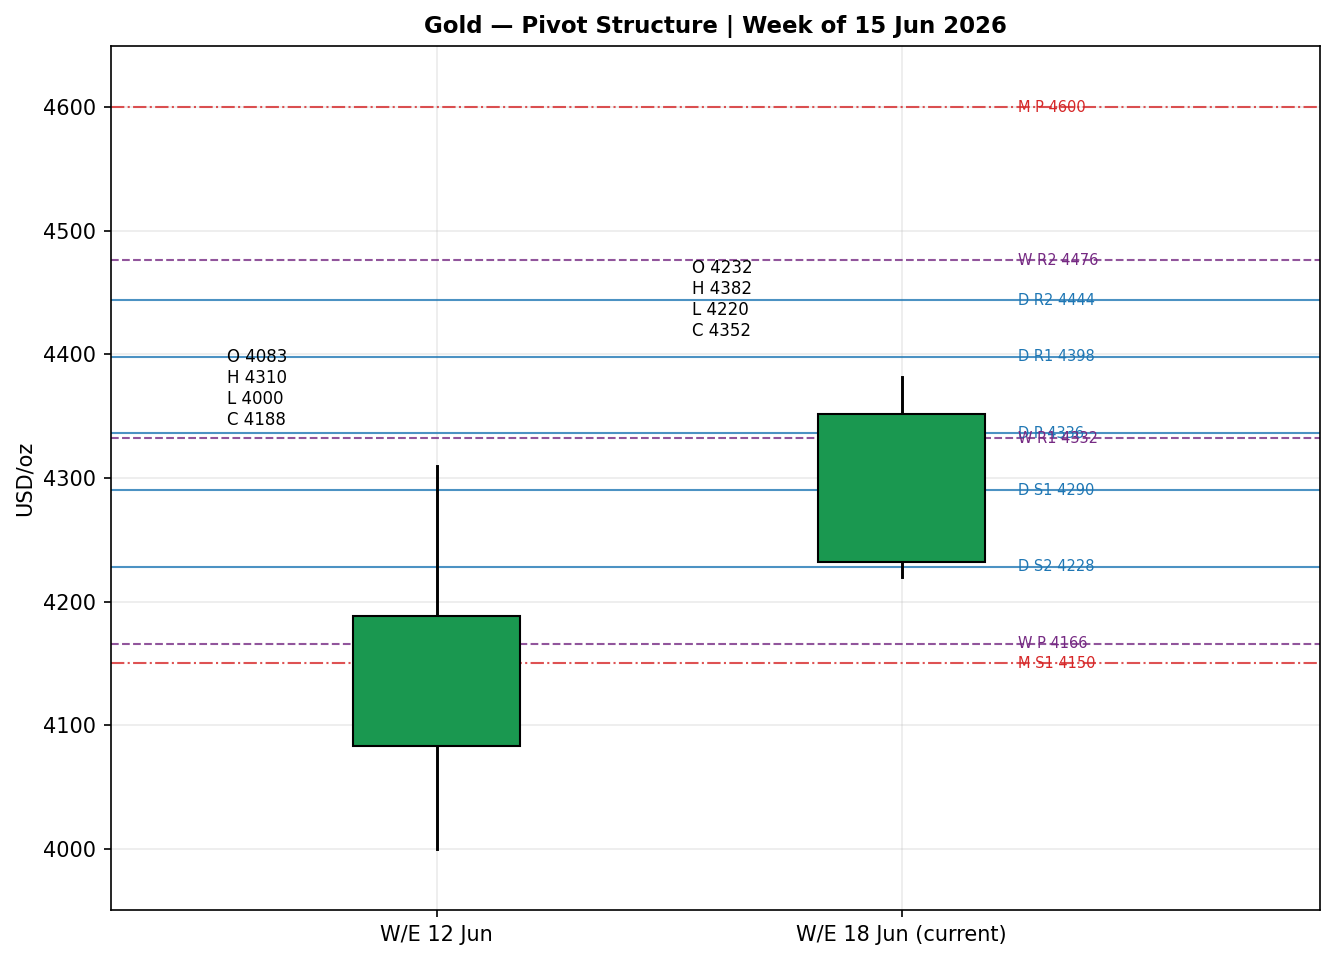 Gold — Pivot Structure | Week of 15 Jun 2026
USD/oz
4600
4500
4400
4300
4200
4100
4000
M P 4600
W R2 4476
D R2 4444
D R1 4398
D P 4336
W R1 4332
D S1 4290
D S2 4228
W P 4166
M S1 4150
O 4083
H 4310
L 4000
C 4188
O 4232
H 4382
L 4220
C 4352
W/E 12 Jun
W/E 18 Jun (current)